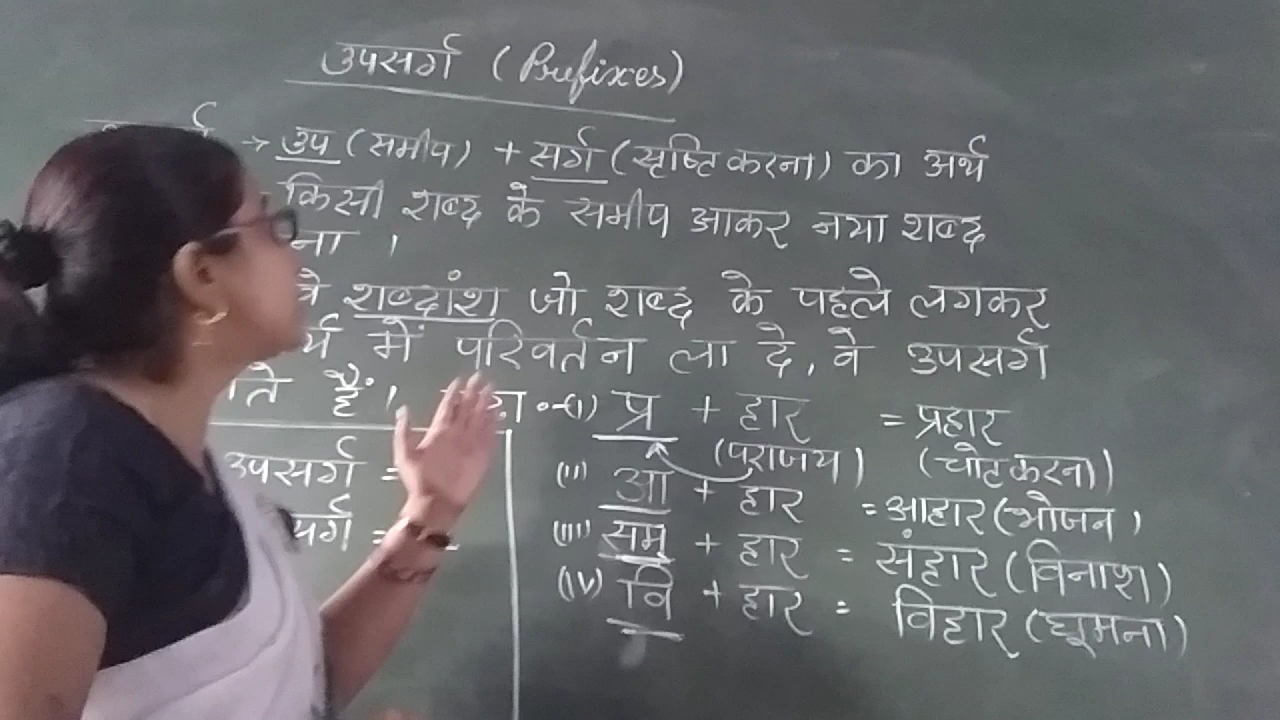 उपसर्ग (Prefixes)
→ उप (समीप) + सर्ग (सृष्टि करना) का अर्थ
किसी शब्द के समीप आकर नया शब्द
ना ।
शब्दांश जो शब्द के पहले लगकर
में परिवर्तन ला दे, वे उपसर्ग
ते हैं।
(i) प्र + हार = प्रहार
(पराजय) (चोट करना)
(ii) आ + हार = आहार (भोजन)
(iii) सम् + हार = संहार (विनाश)
(iv) वि + हार = विहार (घूमना)
उपसर्ग =
र्ग =